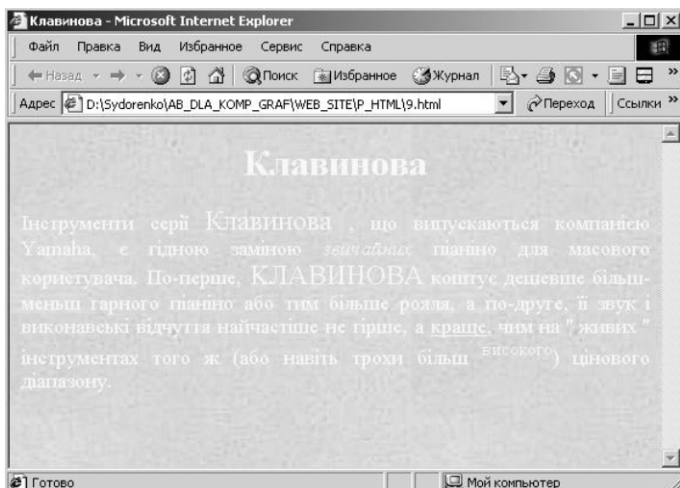 Клавинова - Microsoft Internet Explorer
Файл Правка Вид Избранное Сервис Справка
Назад Поиск Избранное Журнал »
Адрес D:\Sydorenko\AB_DLA_KOMP_GRAF\WEB_SITE\P_HTML\9.html Переход Ссылки »
Клавинова
Інструменти серії Клавинова , що випускаються компанією
Yamaha, є гідною заміною звичайних піаніно для масового
користувача. По-перше, КЛАВИНОВА коштує дешевше більш-
меньш гарного піаніно або тим більше рояля, а по-друге, її звук і
виконавські відчуття найчастіше не гірше, а краще, чим на " живих "
інструментах того ж (або навіть трохи більш високого) цінового
діапазону.
Готово Мой компьютер